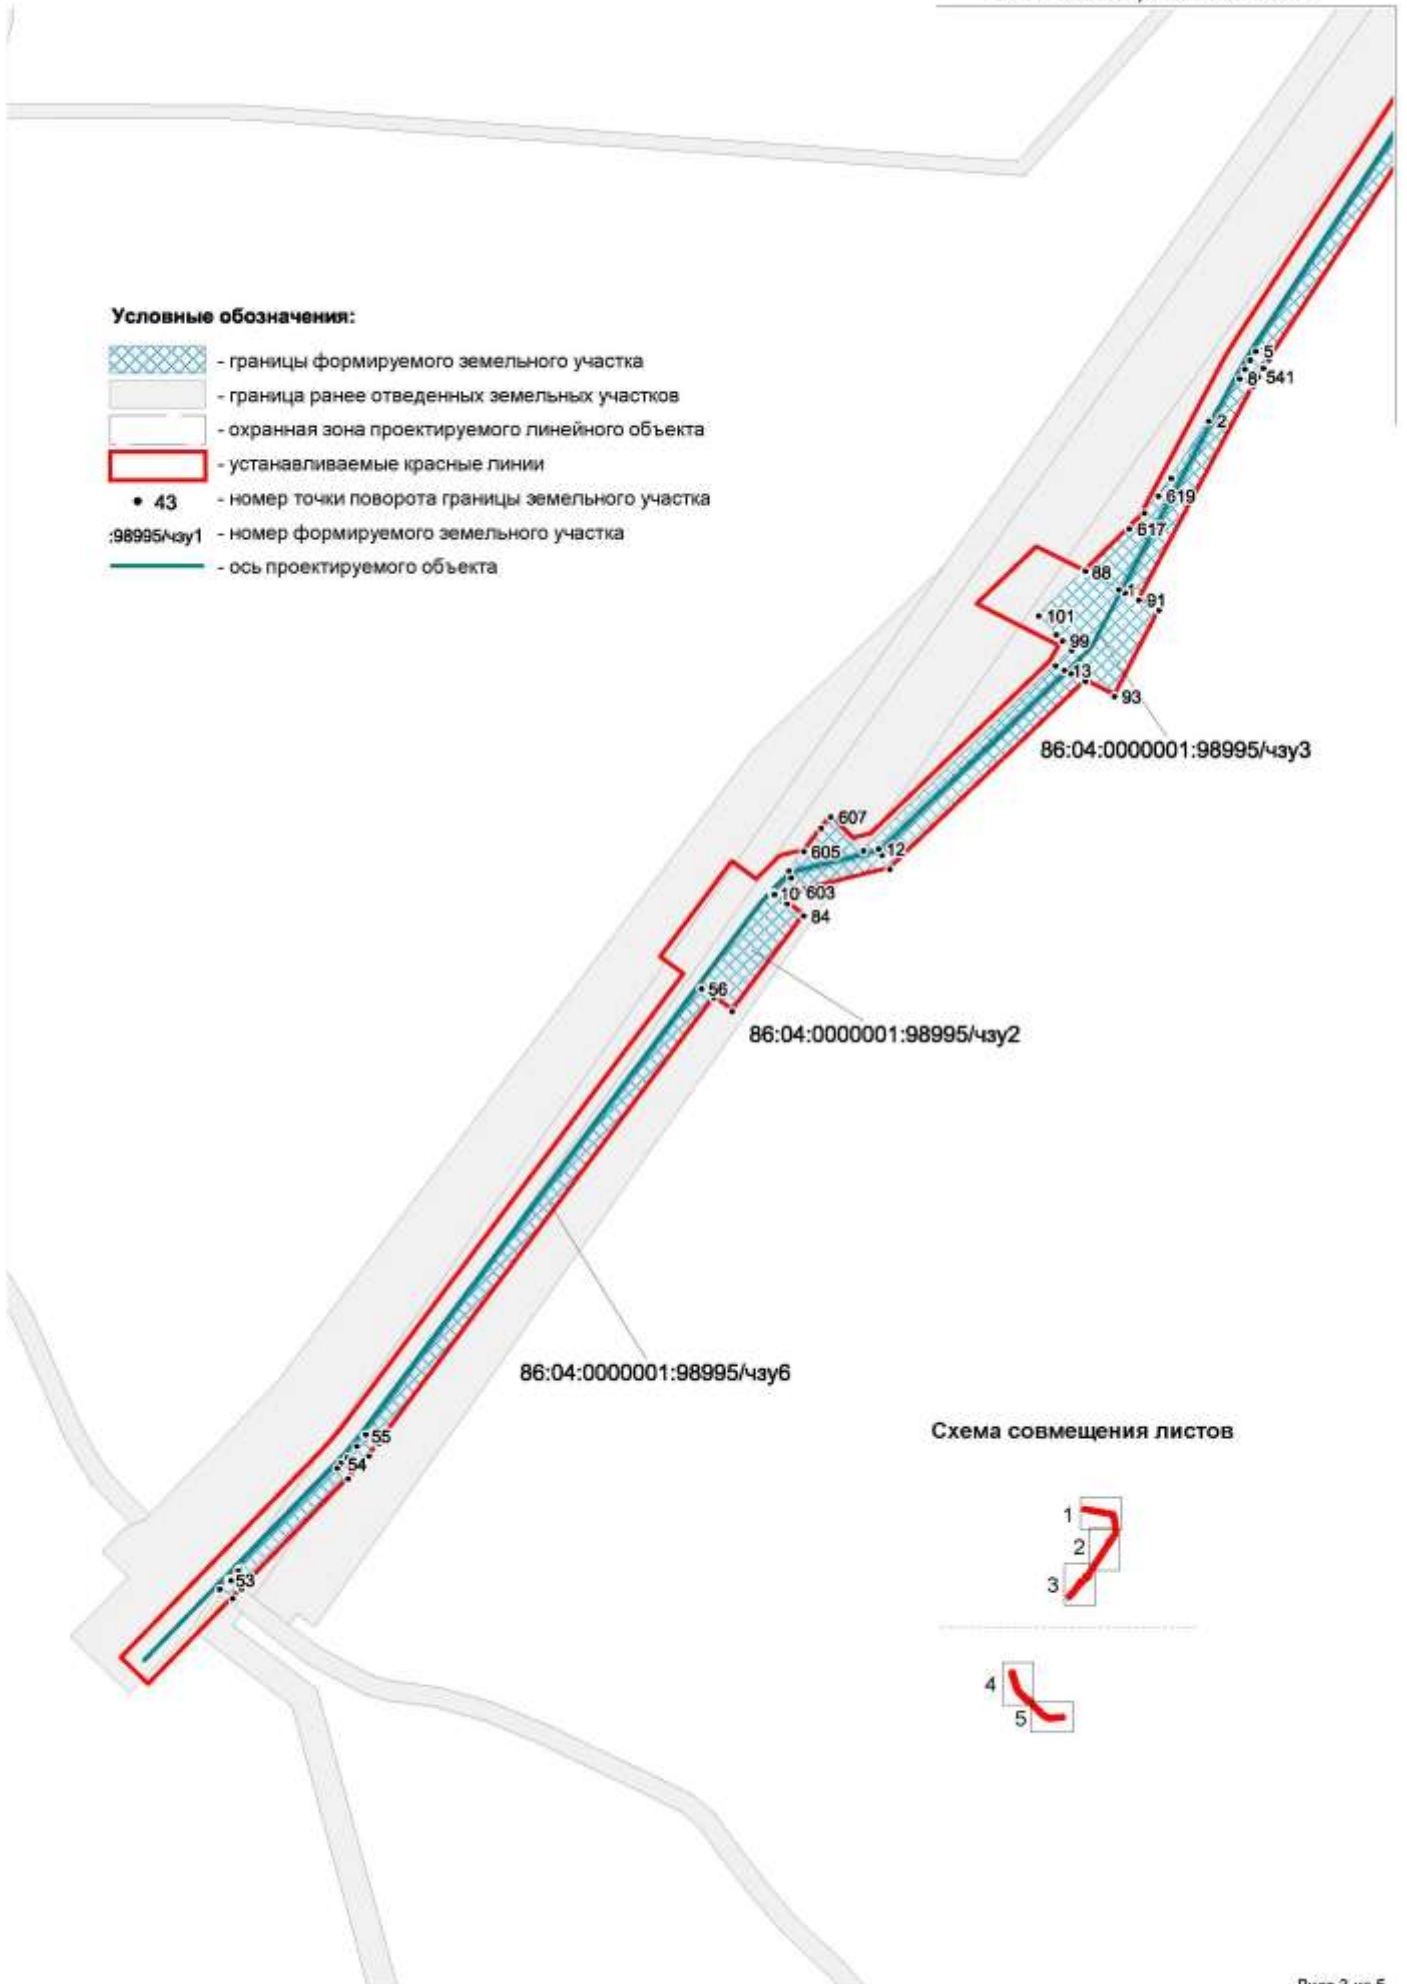 Условные обозначения:
- границы формируемого земельного участка
- граница ранее отведенных земельных участков
- охранная зона проектируемого линейного объекта
- устанавливаемые красные линии
43 - номер точки поворота границы земельного участка
:98995/чзу1 - номер формируемого земельного участка
- ось проектируемого объекта
5
8
541
2
619
617
88
1
91
101
99
13
93
86:04:0000001:98995/чзу3
607
605
12
10
603
84
56
86:04:0000001:98995/чзу2
86:04:0000001:98995/чзу6
55
54
53
Схема совмещения листов
1
2
3
4
5